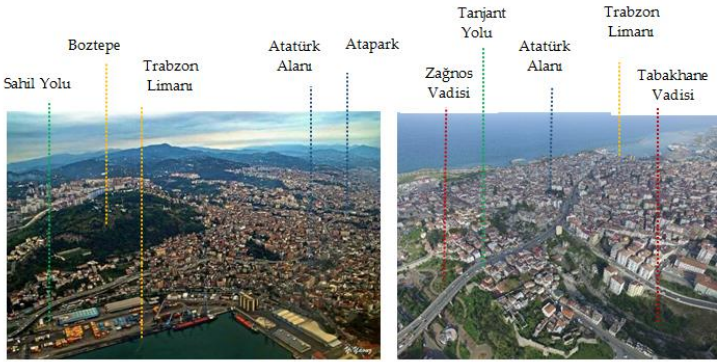 Sahil Yolu
Boztepe
Trabzon
Limanı
Atatürk
Alanı
Atapark
Zağnos
Vadisi
Tanjant
Yolu
Atatürk
Alanı
Trabzon
Limanı
Tabakhane
Vadisi